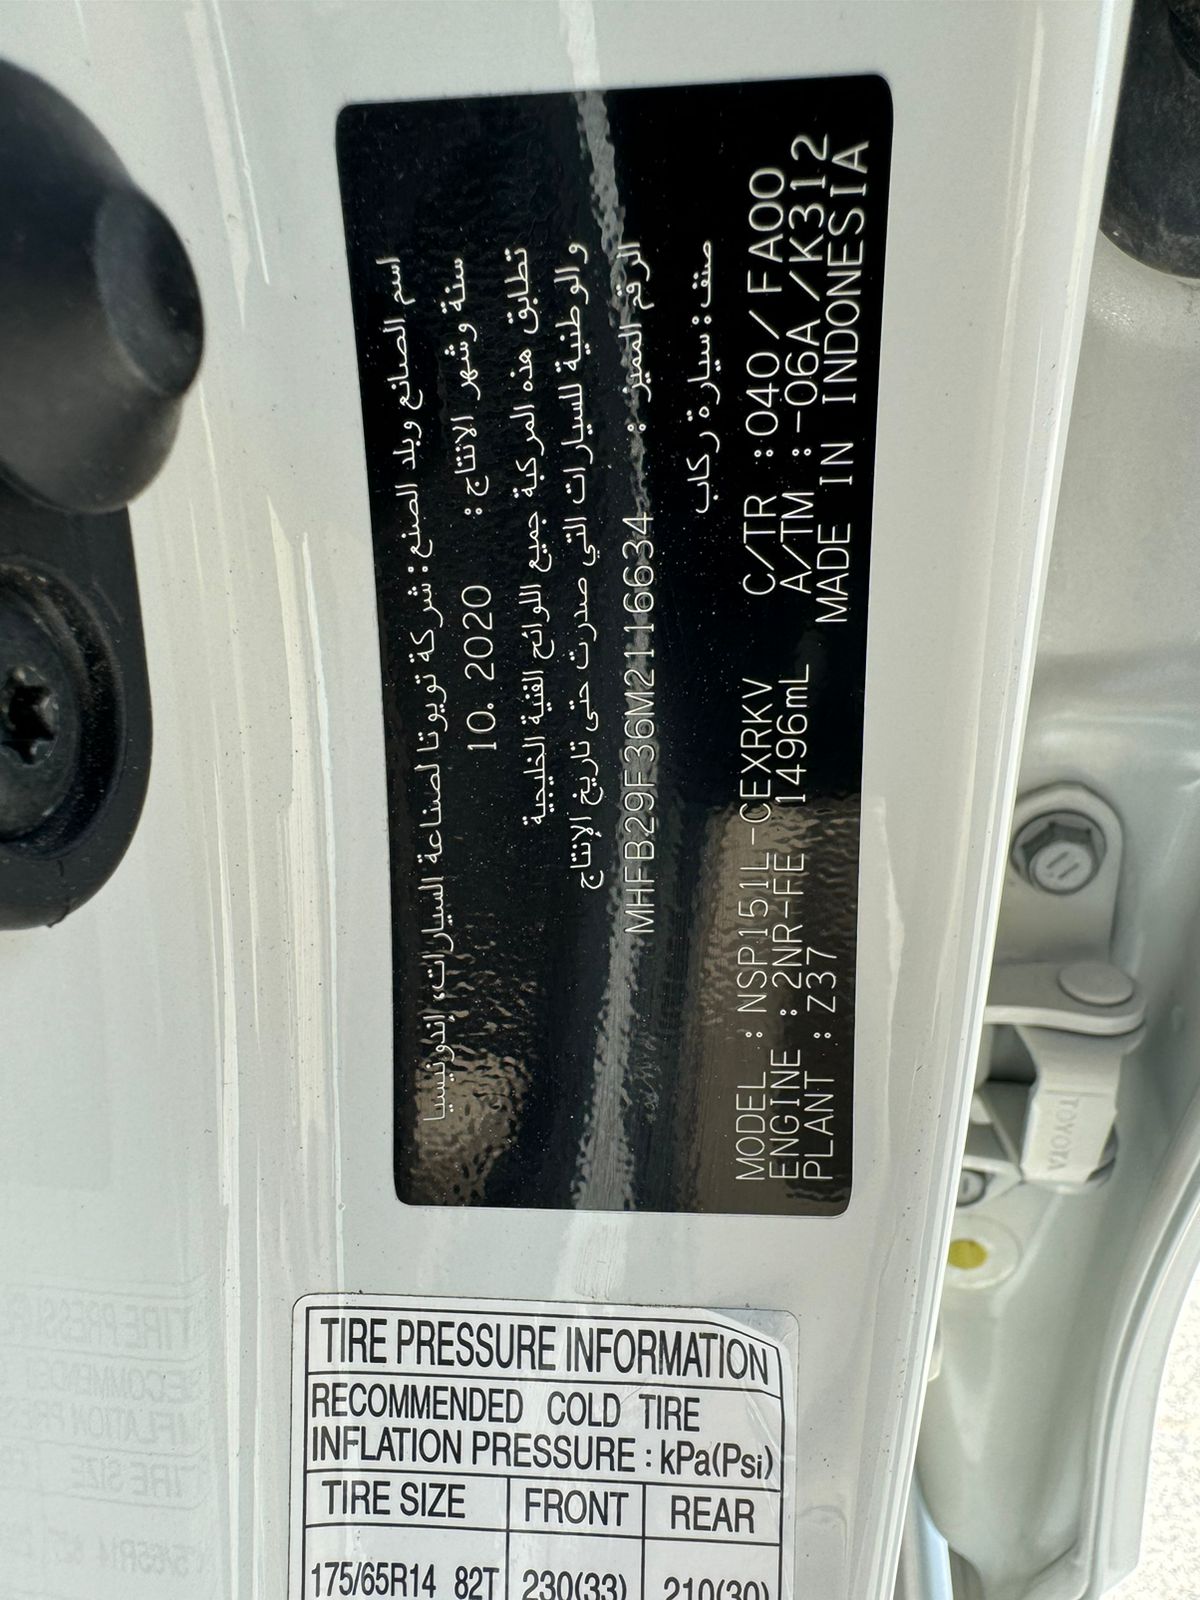 اسم الصانع وبلد الصنع: شركة تويوتا لصناعة السيارات، إندونيسيا
سنة وشهر الانتاج: 10. 2020
تطابق هذه المركبة جميع اللوائح الفنية الخليجية
والوطنية للسيارات التي صدرت حتى تاريخ الإنتاج
الرقم المميز: MHFB29F36M2116634
صنف: سيارة ركاب
MODEL : NSP151L-CEXRKV C/TR :040/FA00
ENGINE : 2NR-FE 1496mL A/TM :-06A/K312
PLANT : Z37 MADE IN INDONESIA
TOYOTA
TIRE PRESSURE INFORMATION
RECOMMENDED COLD TIRE
INFLATION PRESSURE : kPa(Psi)
TIRE SIZE FRONT REAR
175/65R14 82T 230(33) 210(30)